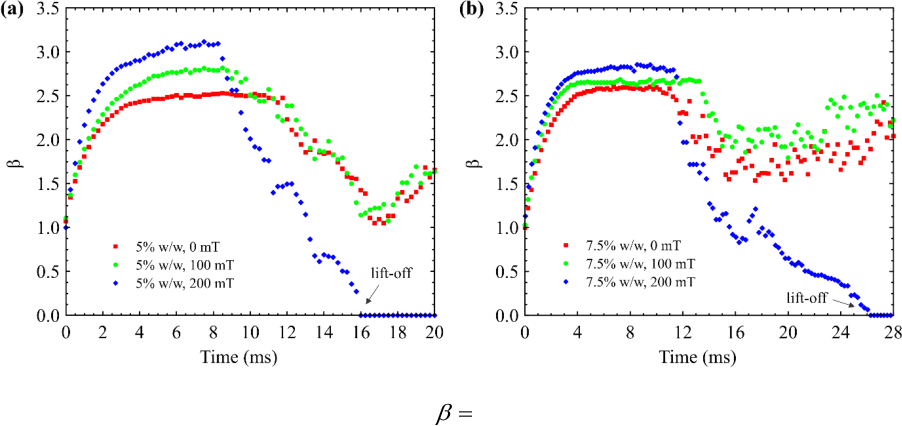 (a)
3.5
3.0
2.5
2.0
1.5
1.0
0.5
0.0
β
5% w/w, 0 mT
5% w/w, 100 mT
5% w/w, 200 mT
lift-off
0 2 4 6 8 10 12 14 16 18 20
Time (ms)
(b)
3.5
3.0
2.5
2.0
1.5
1.0
0.5
0.0
β
7.5% w/w, 0 mT
7.5% w/w, 100 mT
7.5% w/w, 200 mT
lift-off
0 4 8 12 16 20 24 28
Time (ms)
β =